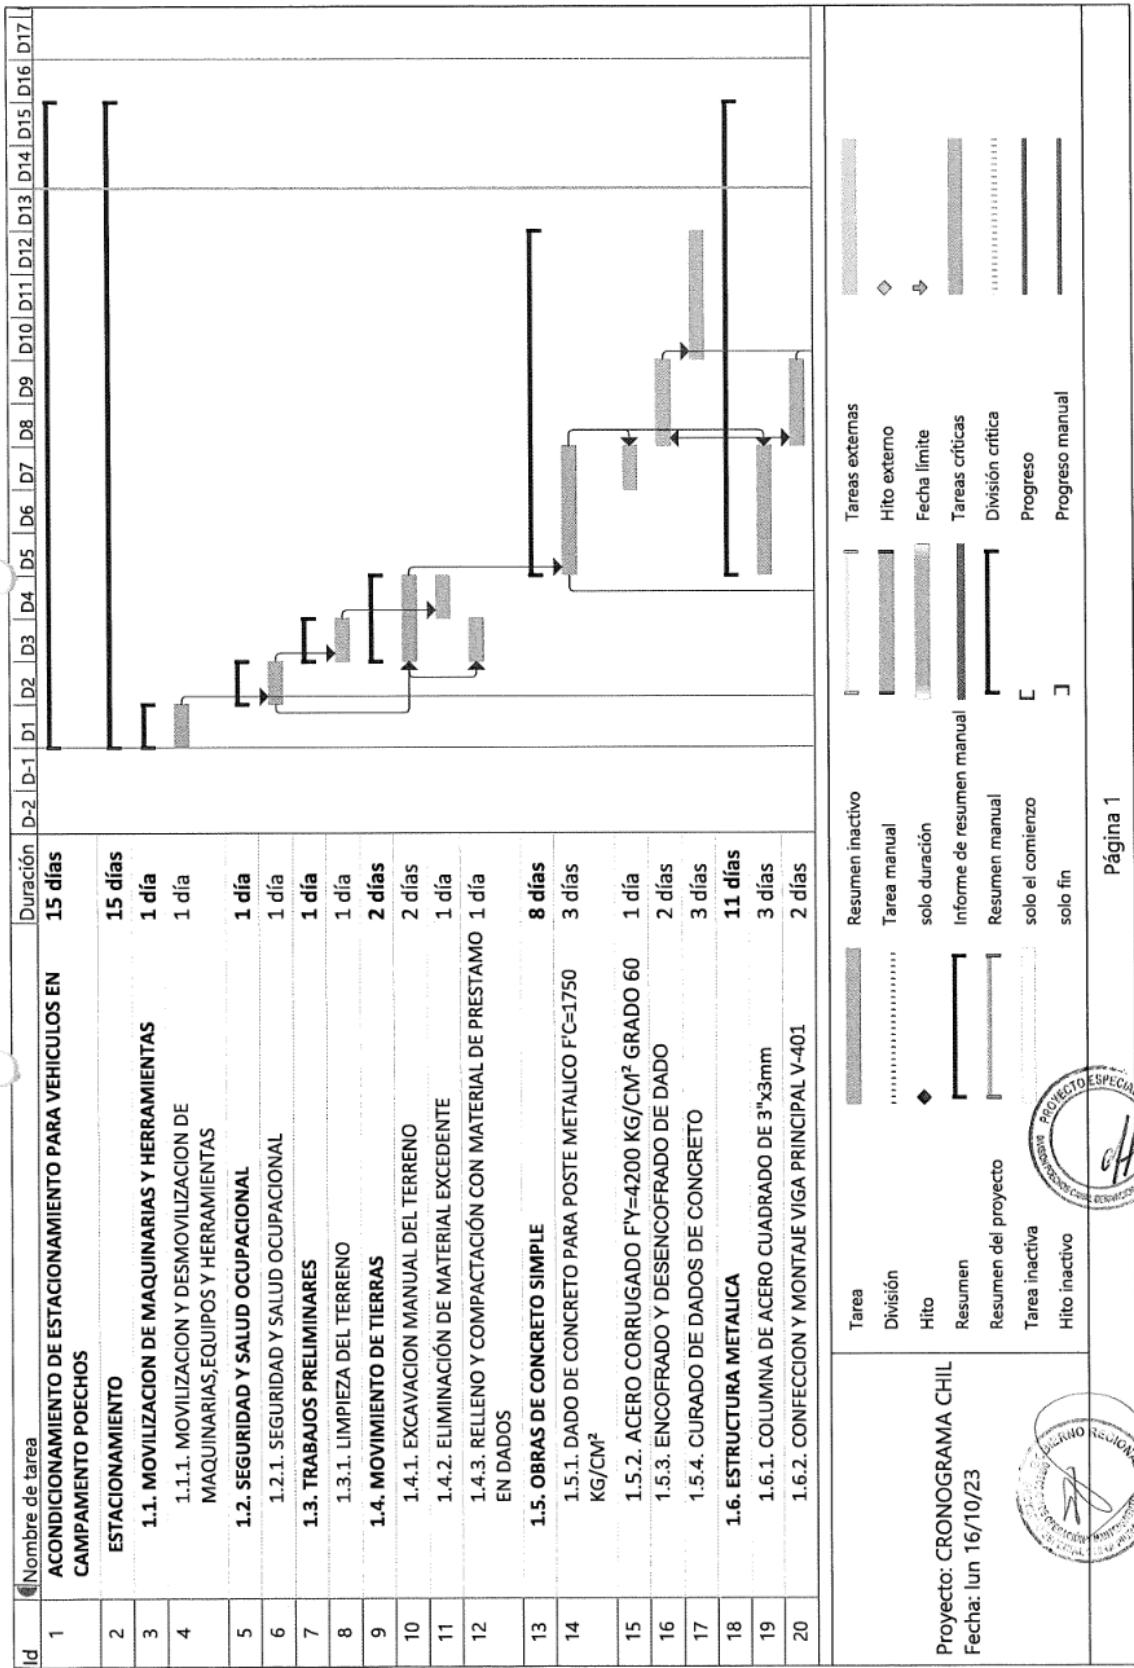 Id Nombre de tarea Duración D-2 D-1 D1 D2 D3 D4 D5 D6 D7 D8 D9 D10 D11 D12 D13 D14 D15 D16 D17
1 ACONDICIONAMIENTO DE ESTACIONAMIENTO PARA VEHICULOS EN 15 días
CAMPAMENTO POECHOS
2 ESTACIONAMIENTO 15 días
3 1.1. MOVILIZACION DE MAQUINARIAS Y HERRAMIENTAS 1 día
4 1.1.1. MOVILIZACION Y DESMOVILIZACION DE 1 día
MAQUINARIAS,EQUIPOS Y HERRAMIENTAS
5 1.2. SEGURIDAD Y SALUD OCUPACIONAL 1 día
6 1.2.1. SEGURIDAD Y SALUD OCUPACIONAL 1 día
7 1.3. TRABAJOS PRELIMINARES 1 día
8 1.3.1. LIMPIEZA DEL TERRENO 1 día
9 1.4. MOVIMIENTO DE TIERRAS 2 días
10 1.4.1. EXCAVACION MANUAL DEL TERRENO 2 días
11 1.4.2. ELIMINACIÓN DE MATERIAL EXCEDENTE 1 día
12 1.4.3. RELLENO Y COMPACTACIÓN CON MATERIAL DE PRESTAMO 1 día
EN DADOS
13 1.5. OBRAS DE CONCRETO SIMPLE 8 días
14 1.5.1. DADO DE CONCRETO PARA POSTE METALICO F'C=1750 3 días
KG/CM²
15 1.5.2. ACERO CORRUGADO FY=4200 KG/CM² GRADO 60 1 día
16 1.5.3. ENCOFRADO Y DESENCOFRADO DE DADO 2 días
17 1.5.4. CURADO DE DADOS DE CONCRETO 3 días
18 1.6. ESTRUCTURA METALICA 11 días
19 1.6.1. COLUMNA DE ACERO CUADRADO DE 3"x3mm 3 días
20 1.6.2. CONFECCION Y MONTAJE VIGA PRINCIPAL V-401 2 días
Proyecto: CRONOGRAMA CHIL
Fecha: lun 16/10/23
Tarea Resumen inactivo Tareas externas
División Tarea manual Hito externo
Hito solo duración Fecha límite
Resumen Informe de resumen manual Tareas críticas
Resumen del proyecto Resumen manual División crítica
Tarea inactiva solo el comienzo Progreso
Hito inactivo solo fin Progreso manual
PROYECTO ESPECIAL
Página 1